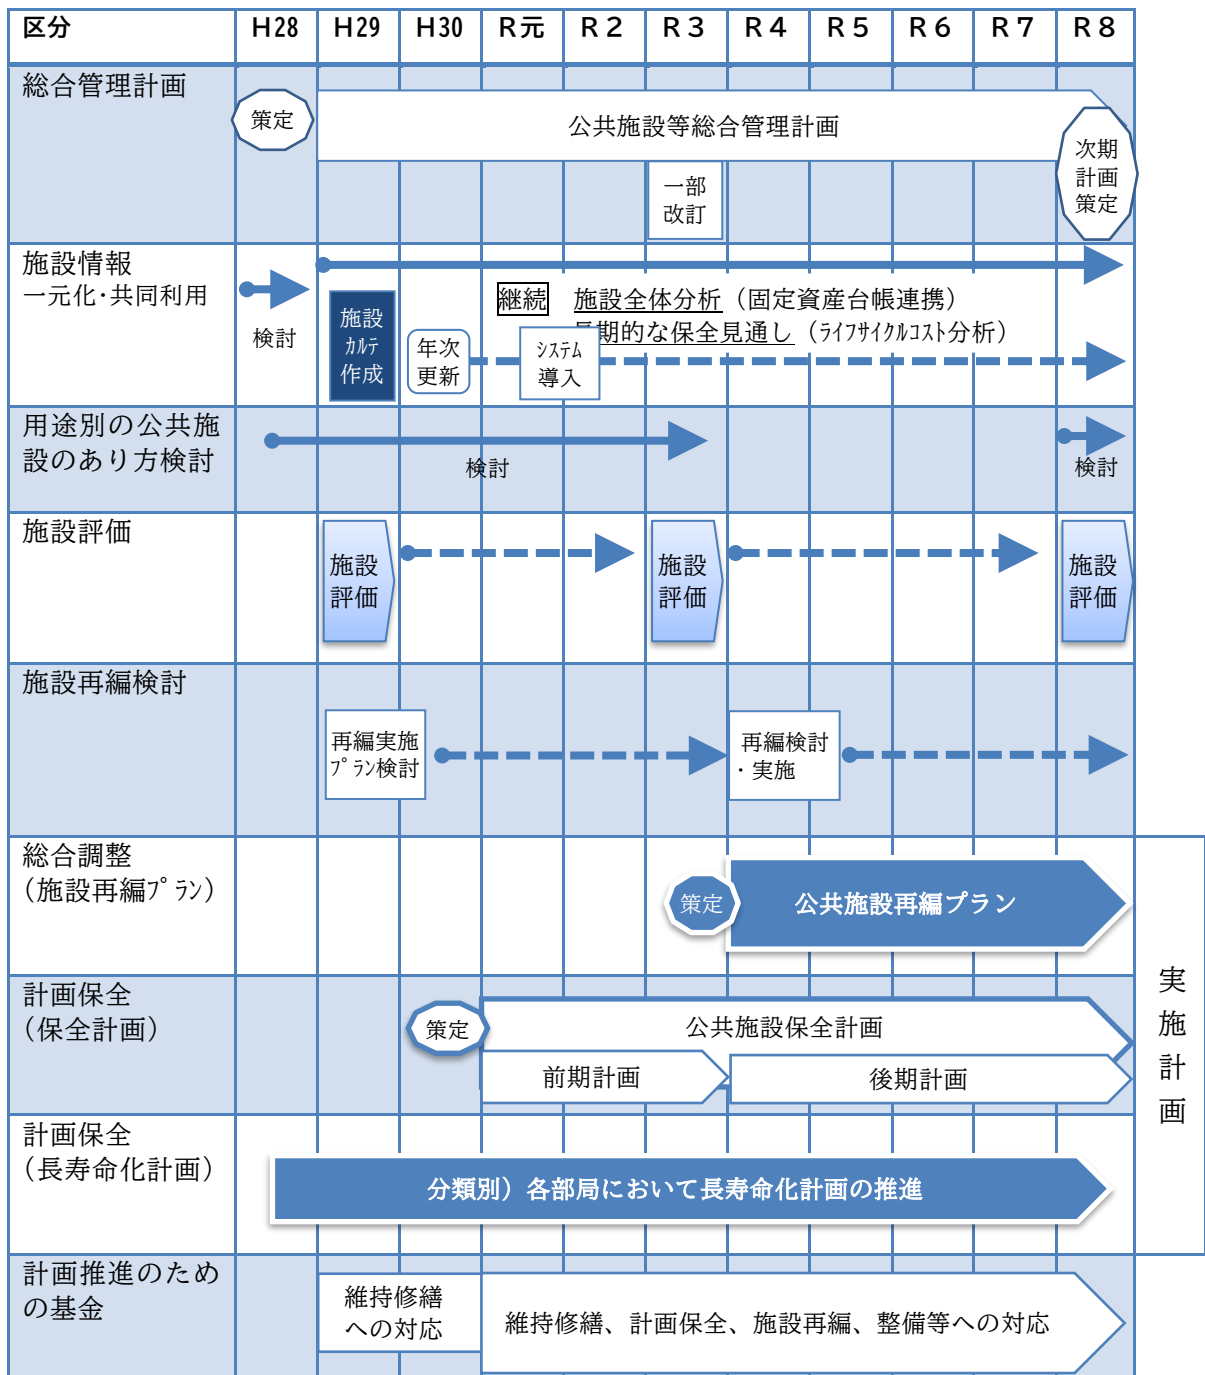 区分 H28 H29 H30 R元 R２ R３ R４ R５ R６ R７ R８
総合管理計画
策定
公共施設等総合管理計画
次期
計画
策定
一部
改訂
施設情報
一元化･共同利用
検討
施設
ｶﾙﾃ
作成
年次
更新
ｼｽﾃﾑ
導入
継続 施設全体分析（固定資産台帳連携）
期的な保全見通し（ﾗｲﾌｻｲｸﾙｺｽﾄ分析）
用途別の公共施
設のあり方検討
検討
検討
施設評価
施設
評価
施設
評価
施設
評価
施設再編検討
再編実施
ﾌﾟﾗﾝ検討
再編検討
・実施
総合調整
（施設再編ﾌﾟﾗﾝ）
策定
公共施設再編プラン
計画保全
（保全計画）
策定
公共施設保全計画
前期計画
後期計画
計画保全
（長寿命化計画）
分類別）各部局において長寿命化計画の推進
実施計画
計画推進のため
の基金
維持修繕
への対応
維持修繕、計画保全、施設再編、整備等への対応